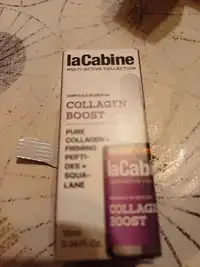 laCabine
MULTI-ACTIVE COLLECTION
COLLAGEN
BOOST
PURE
COLLAGEN +
FIRMING
PEPTI-
DES +
SQUA-
LANE
laCabine
COLLAGEN
BOOST